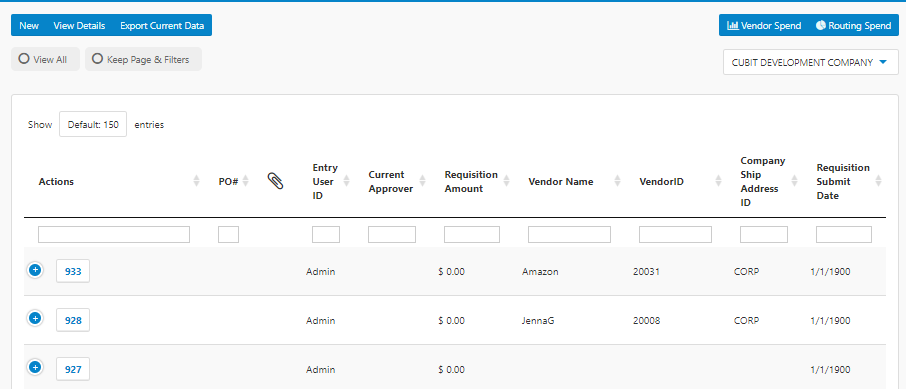 New View Details Export Current Data Vendor Spend Routing Spend
View All Keep Page & Filters CUBIT DEVELOPMENT COMPANY
Show Default: 150 entries
Actions PO# Entry User ID Current Approver Requisition Amount Vendor Name VendorID Company Ship Address ID Requisition Submit Date
933 Admin $ 0.00 Amazon 20031 CORP 1/1/1900
928 Admin $ 0.00 JennaG 20008 CORP 1/1/1900
927 Admin $ 0.00 1/1/1900